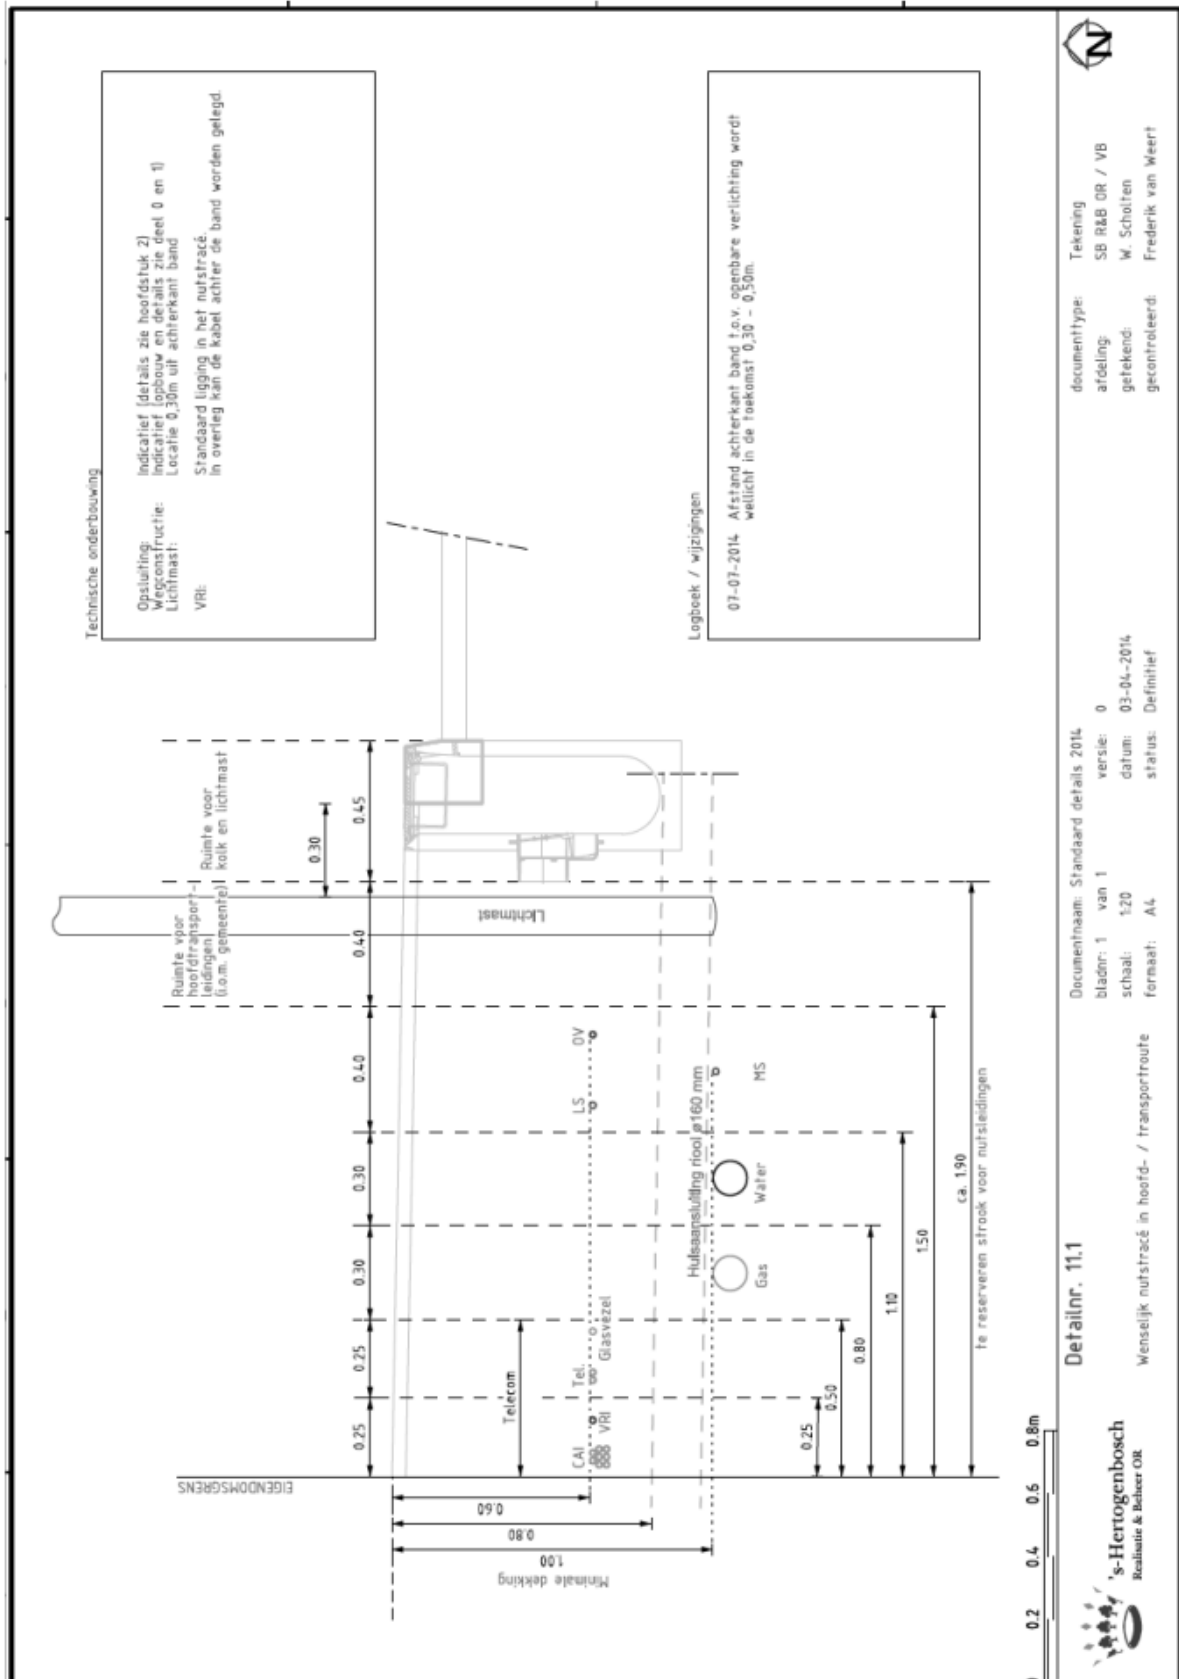 Technische onderbouwing
Opsluiting: Indicatief (details zie hoofdstuk 2)
Wegconstructie: Indicatief (opbouw en details zie deel 0 en 1)
Lichtmast: Locatie 0,30m uit achterkant band
VRI: Standaard ligging in het nutstracé.
In overleg kan de kabel achter de band worden gelegd.
Logboek / wijzigingen
07-07-2014 Afstand achterkant band t.o.v. openbare verlichting wordt
wellicht in de toekomst 0,30 - 0,50m.
EIGENDOMSGRENS
Ruimte voor
hoofdtransport-
leidingen
(i.o.m. gemeente)
Ruimte voor
kolk en lichtmast
0.30
0.25
0.25
0.30
0.30
0.40
0.40
0.45
Lichtmast
Telecom
CAI
VRI
Tel.
Glasvezel
LS
OV
Huisaansluiting riool ø160 mm
Gas
Water
MS
0.60
0.80
1.00
Minimale dekking
0.25
0.50
0.80
1.10
1.50
ca. 1.90
te reserveren strook voor nutsleidingen
0.2 0.4 0.6 0.8m
's-Hertogenbosch
Realisatie & Beheer OR
Detailnr. 11.1
Wenselijk nutstracé in hoofd- / transportroute
Documentnaam: Standaard details 2014
bladnr: 1 van 1 versie: 0
schaal: 1:20 datum: 03-04-2014
formaat: A4 status: Definitief
documenttype: Tekening
afdeling: SB R&B OR / VB
getekend: W. Scholten
gecontroleerd: Frederik van Weert
N